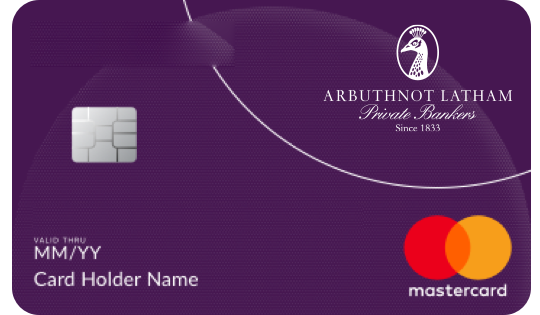 ARBUTHNOT LATHAM
Private Bankers
Since 1833
VALID THRU
MM/YY
Card Holder Name
mastercard